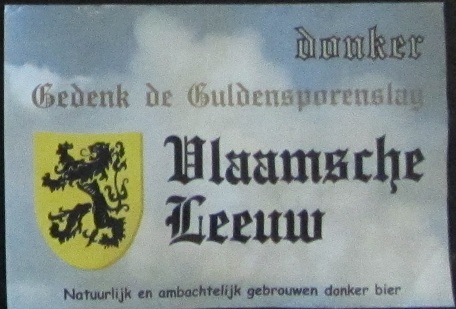 donker
Gedenk de Guldensporenslag
Vlaamsche
Leeuw
Natuurlijk en ambachtelijk gebrouwen donker bier